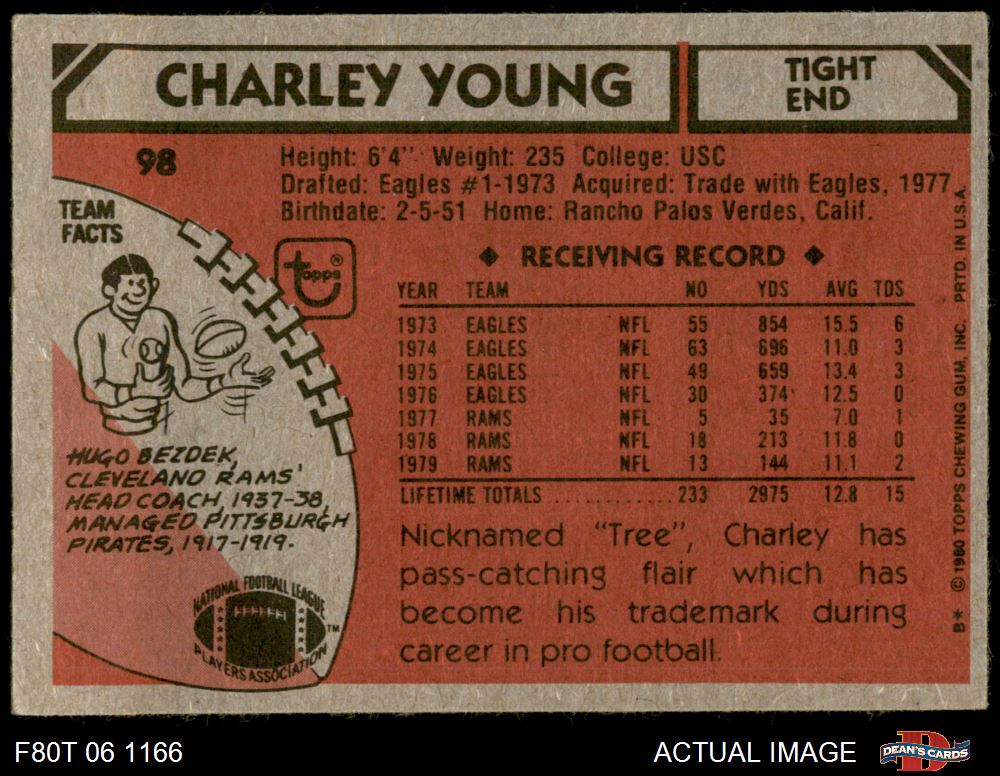 CHARLEY YOUNG
TIGHT
END
98
Height: 6'4" Weight: 235 College: USC
Drafted: Eagles #1-1973 Acquired: Trade with Eagles, 1977
Birthdate: 2-5-51 Home: Rancho Palos Verdes, Calif.
TEAM
FACTS
topps®
◆ RECEIVING RECORD ◆
YEAR TEAM NO YDS AVG TDS
1973 EAGLES NFL 55 854 15.5 6
1974 EAGLES NFL 63 696 11.0 3
1975 EAGLES NFL 49 659 13.4 3
1976 EAGLES NFL 30 374 12.5 0
1977 RAMS NFL 5 35 7.0 1
1978 RAMS NFL 18 213 11.8 0
1979 RAMS NFL 13 144 11.1 2
LIFETIME TOTALS ............233 2975 12.8 15
HUGO BEZDEK,
CLEVELAND RAMS'
HEAD COACH, 1937-38,
MANAGED PITTSBURGH
PIRATES, 1917-1919.
Nicknamed "Tree", Charley has
pass-catching flair which has
become his trademark during
career in pro football.
NATIONAL FOOTBALL LEAGUE
PLAYERS ASSOCIATION
TM
B* © 1980 TOPPS CHEWING GUM, INC. PRTD. IN U.S.A.
F80T 06 1166
ACTUAL IMAGE
D
DEAN'S CARDS